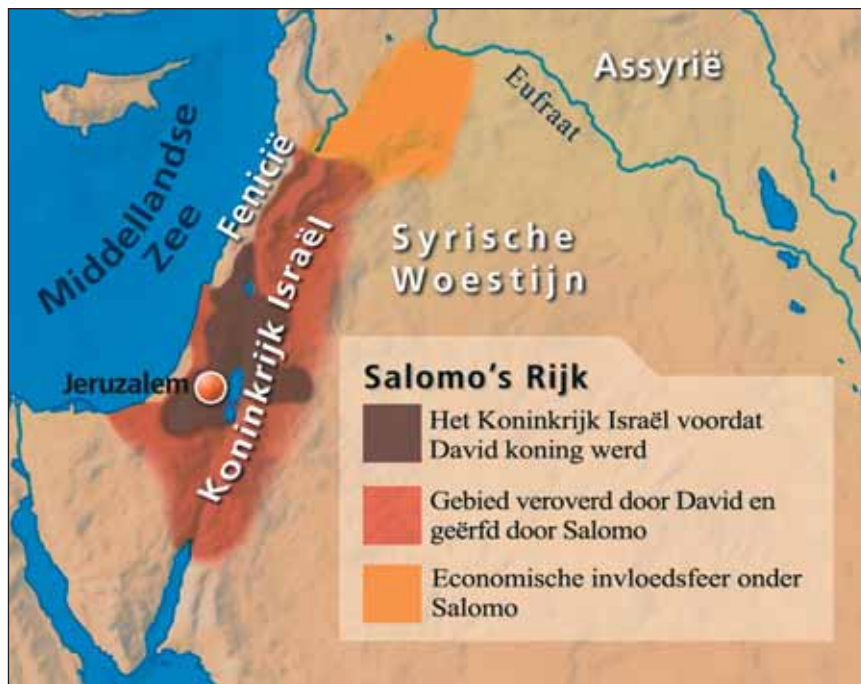 Assyrië
Eufraat
Middellandse
Zee
Fenicië
Koninkrijk Israël
Syrische
Woestijn
Jeruzalem
Salomo's Rijk
Het Koninkrijk Israël voordat
David koning werd
Gebied veroverd door David en
geërfd door Salomo
Economische invloedsfeer onder
Salomo